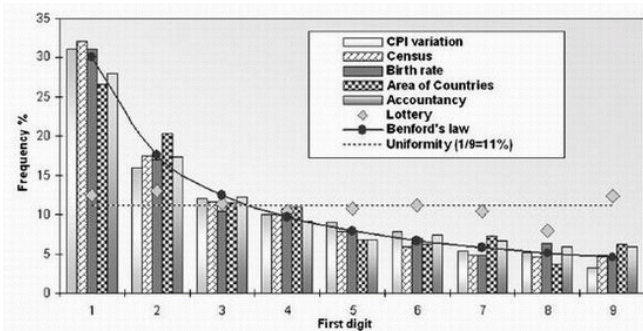 35
30
25
20
15
10
5
0
Frequency %
CPI variation
Census
Birth rate
Area of Countries
Accountancy
Lottery
Benford's law
Uniformity (1/9=11%)
1 2 3 4 5 6 7 8 9
First digit